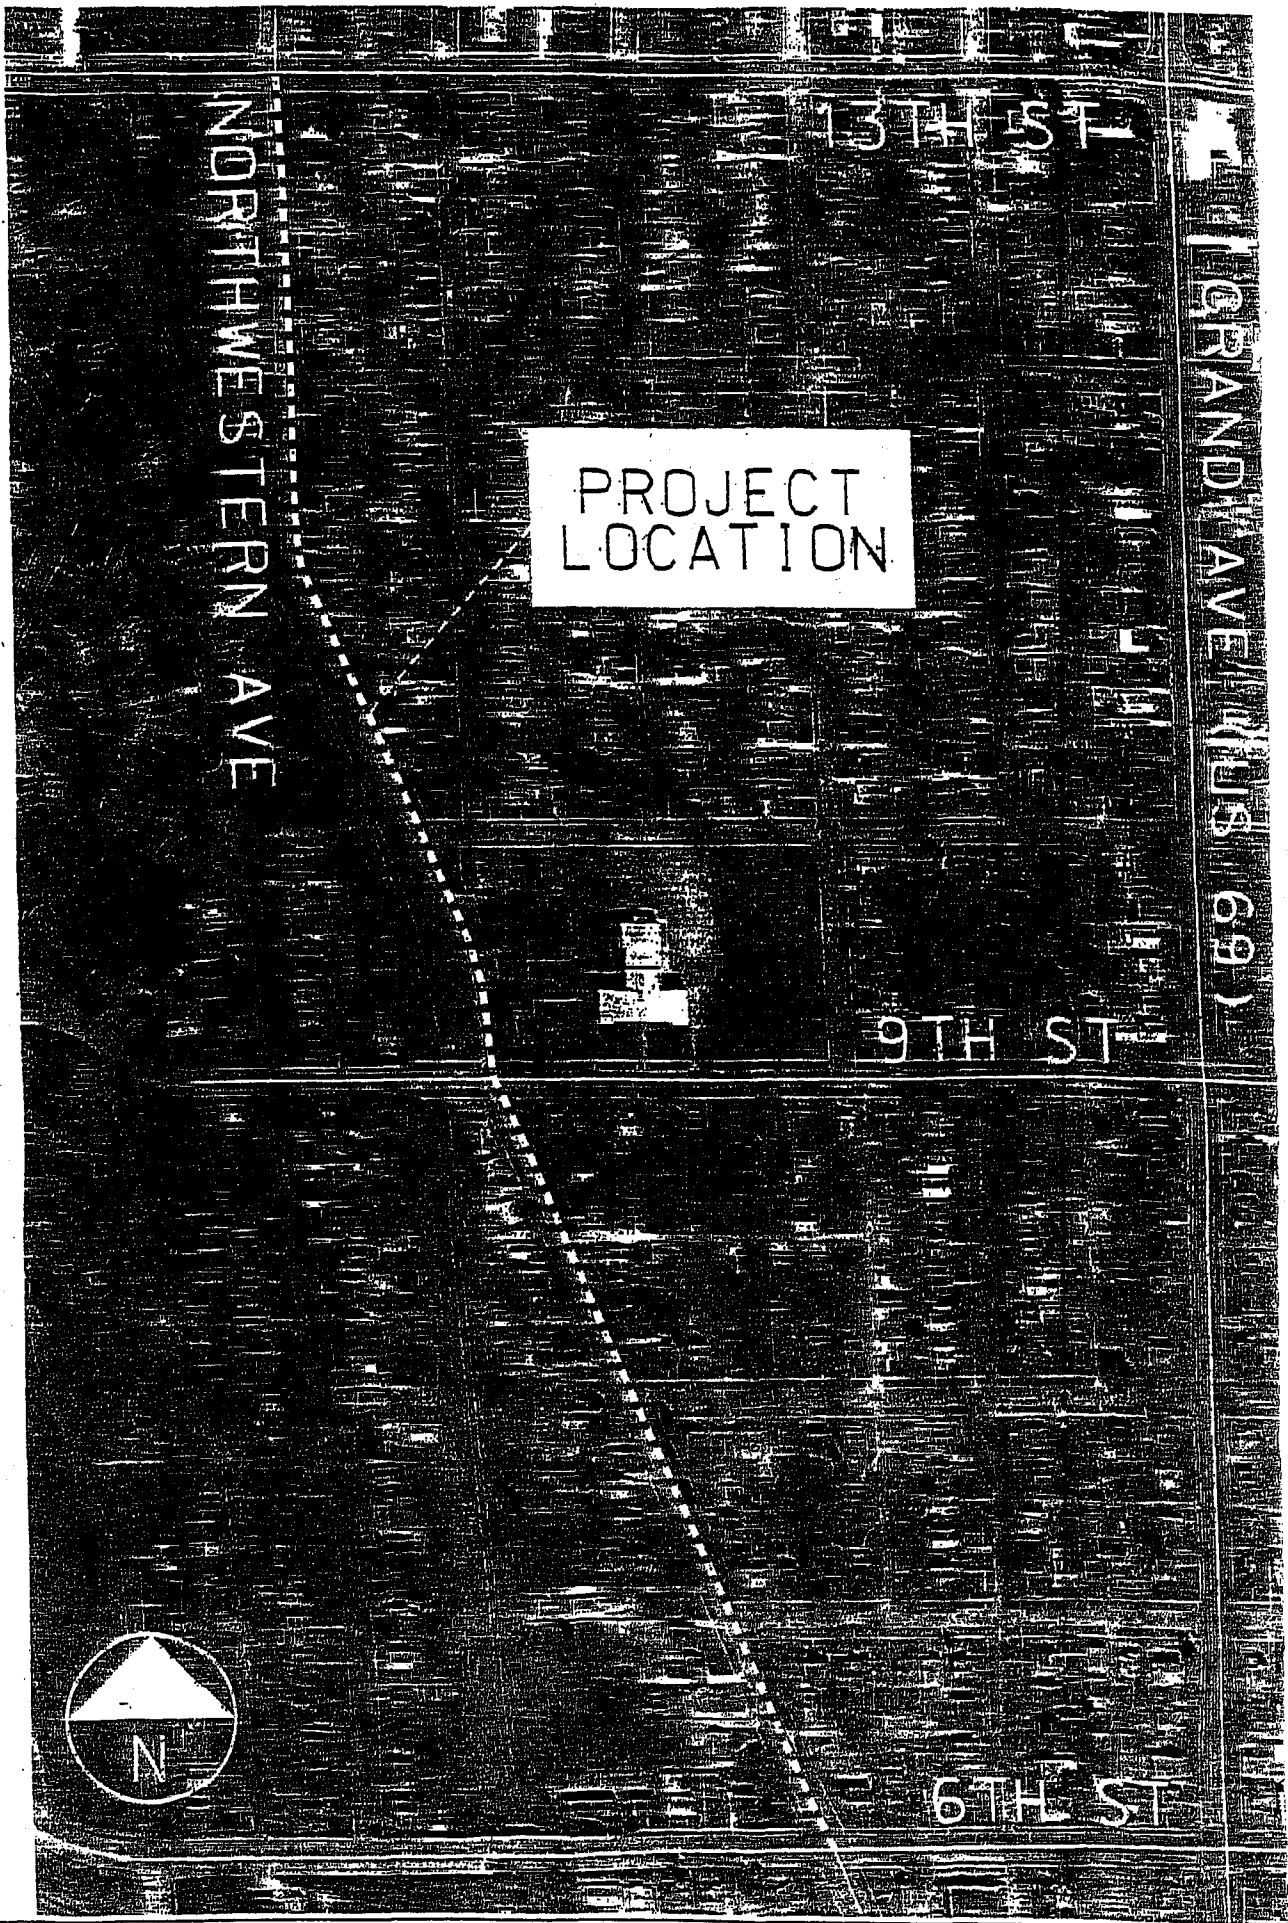 13TH ST
NORTHWESTERN AVE
GRAND AVE (US 69)
PROJECT
LOCATION
9TH ST
6TH ST
N